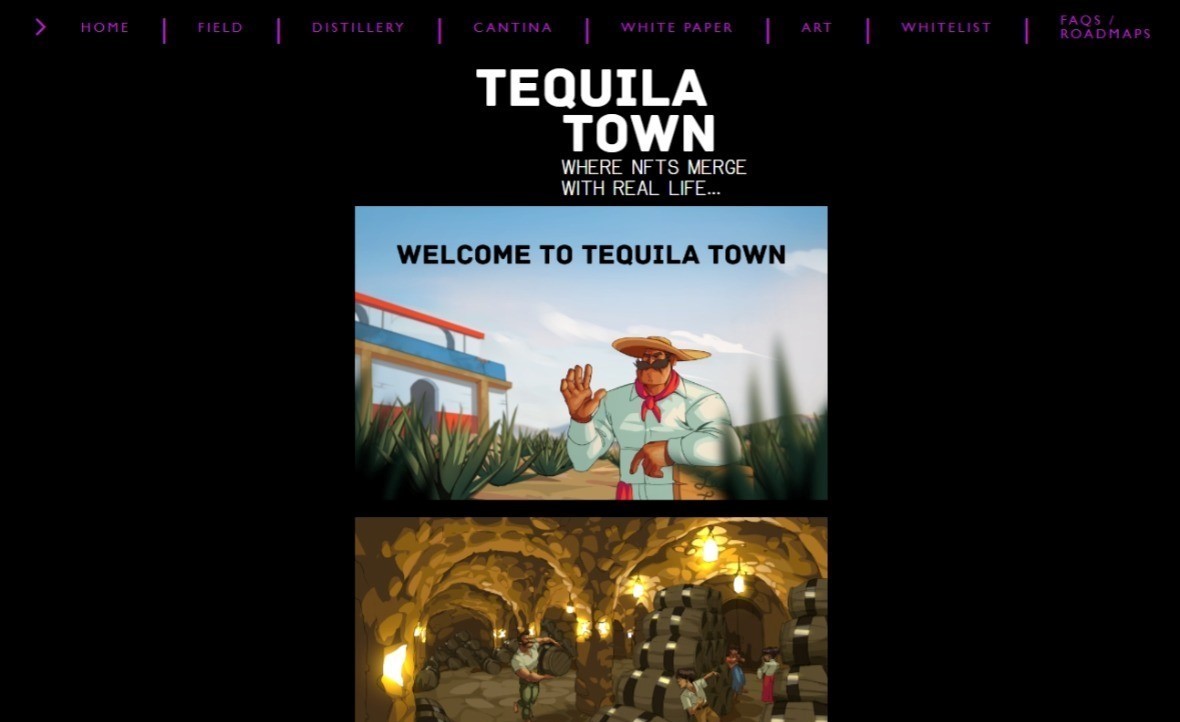 HOME
FIELD
DISTILLERY
CANTINA
WHITE PAPER
ART
WHITELIST
FAQS /
ROADMAPS
TEQUILA
TOWN
WHERE NFTS MERGE
WITH REAL LIFE...
WELCOME TO TEQUILA TOWN